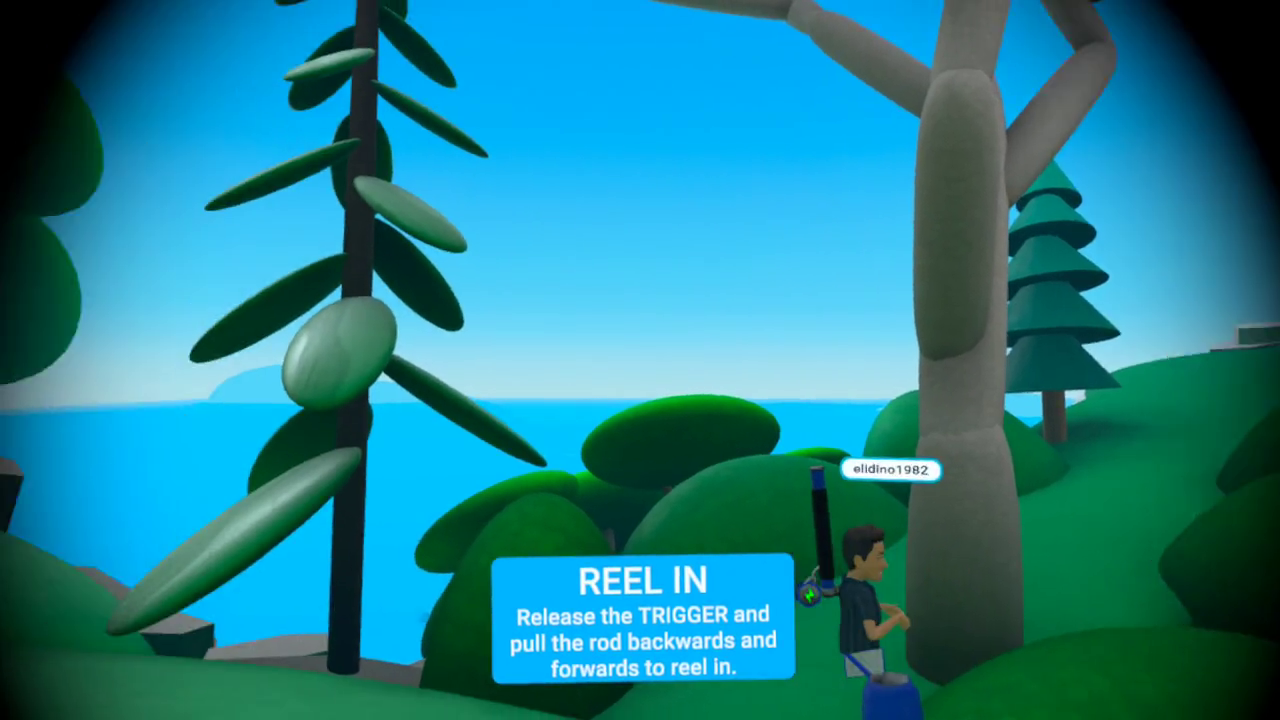 elidino1982
REEL IN
Release the TRIGGER and
pull the rod backwards and
forwards to reel in.